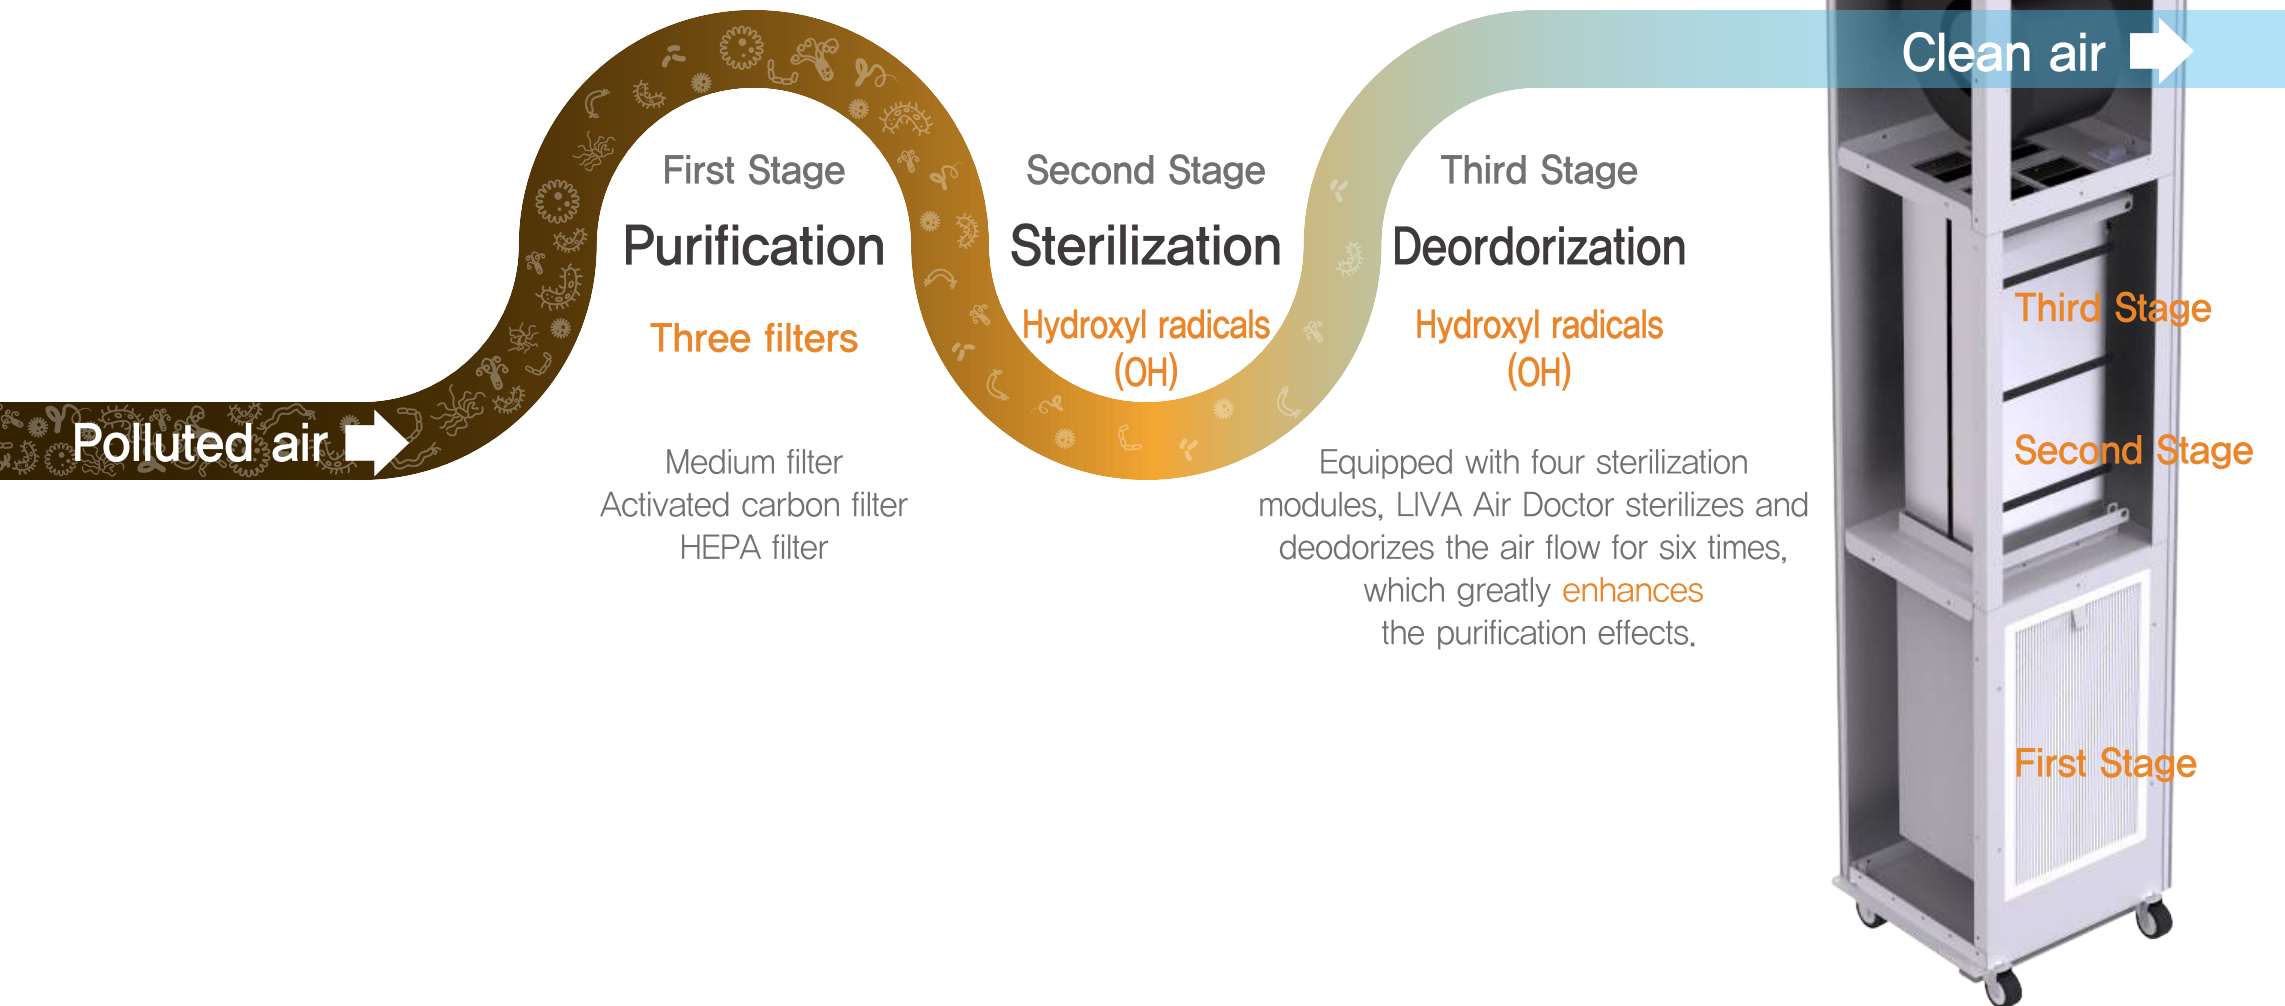 Clean air
First Stage
Purification
Three filters
Medium filter
Activated carbon filter
HEPA filter
Second Stage
Sterilization
Hydroxyl radicals
(OH)
Third Stage
Deordorization
Hydroxyl radicals
(OH)
Equipped with four sterilization
modules, LIVA Air Doctor sterilizes and
deodorizes the air flow for six times,
which greatly enhances
the purification effects.
Polluted air
Third Stage
Second Stage
First Stage